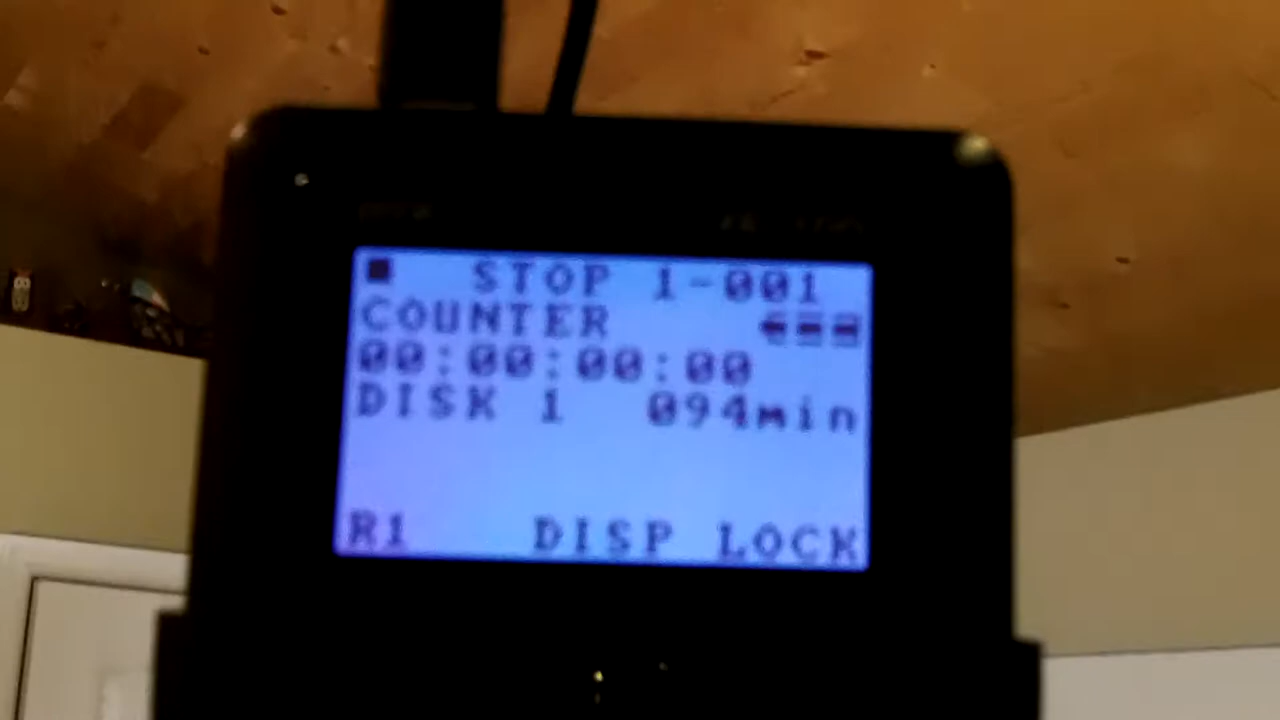 STOP 1-001
COUNTER
00:00:00:00
DISK 1 094min
R1 DISP LOCK